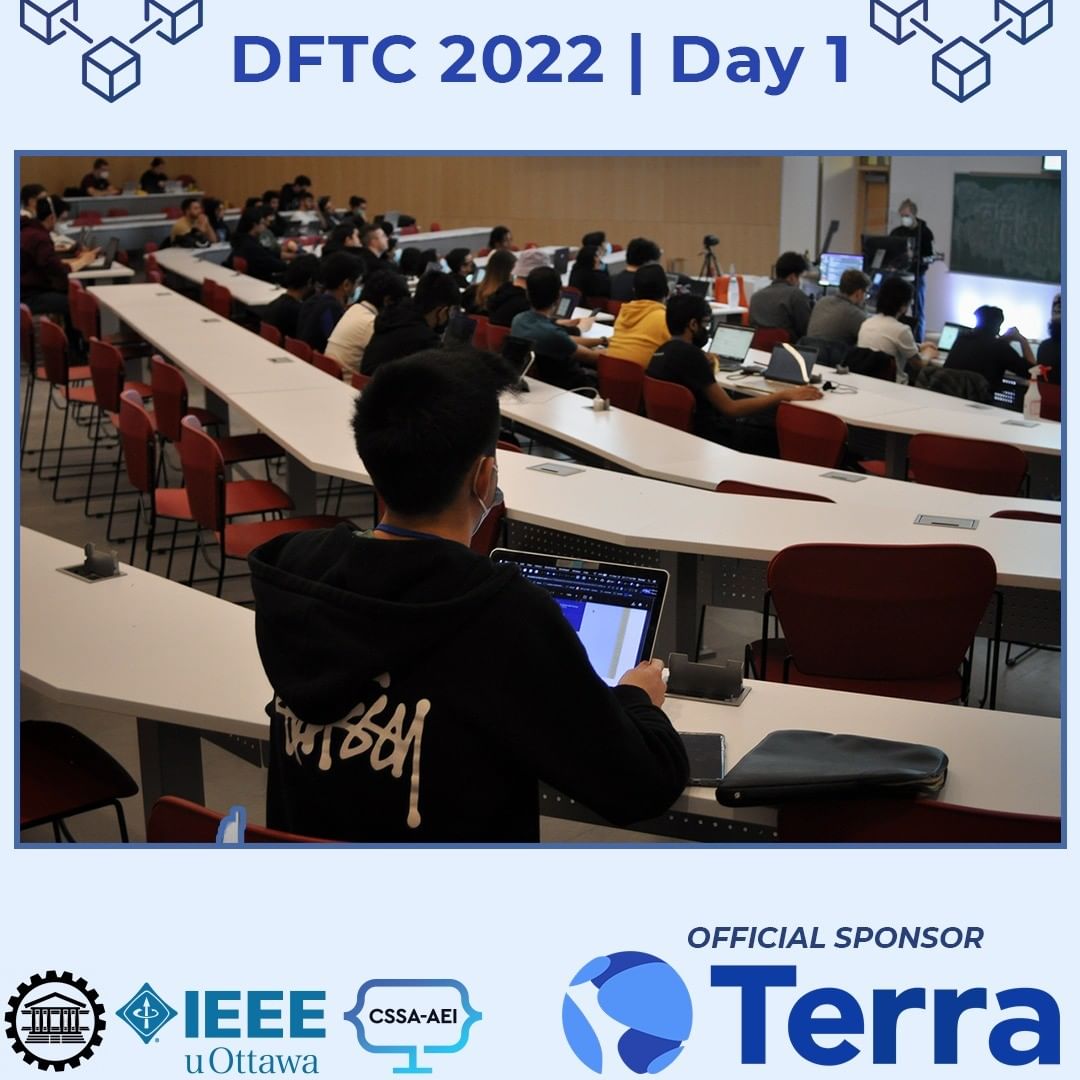 DFTC 2022 | Day 1
OFFICIAL SPONSOR
Terra
IEEE
uOttawa
CSSA-AEI